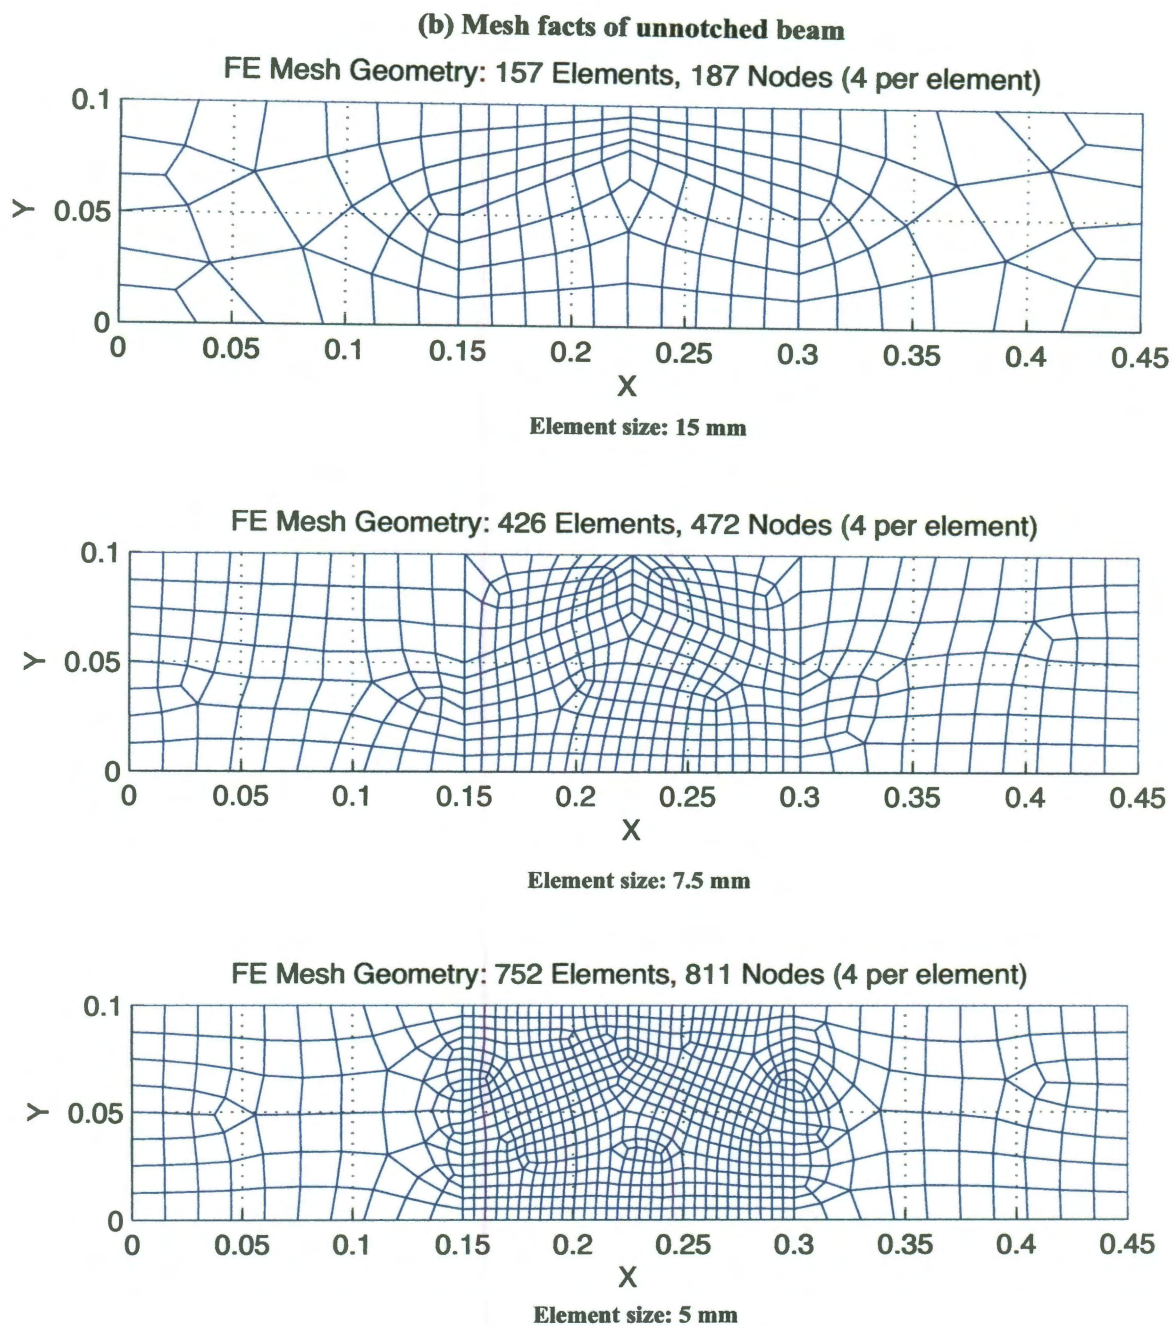 (b) Mesh facts of unnotched beam
FE Mesh Geometry: 157 Elements, 187 Nodes (4 per element)
0.1
Y 0.05
0
0 0.05 0.1 0.15 0.2 0.25 0.3 0.35 0.4 0.45
X
Element size: 15 mm
FE Mesh Geometry: 426 Elements, 472 Nodes (4 per element)
0.1
Y 0.05
0
0 0.05 0.1 0.15 0.2 0.25 0.3 0.35 0.4 0.45
X
Element size: 7.5 mm
FE Mesh Geometry: 752 Elements, 811 Nodes (4 per element)
0.1
Y 0.05
0
0 0.05 0.1 0.15 0.2 0.25 0.3 0.35 0.4 0.45
X
Element size: 5 mm